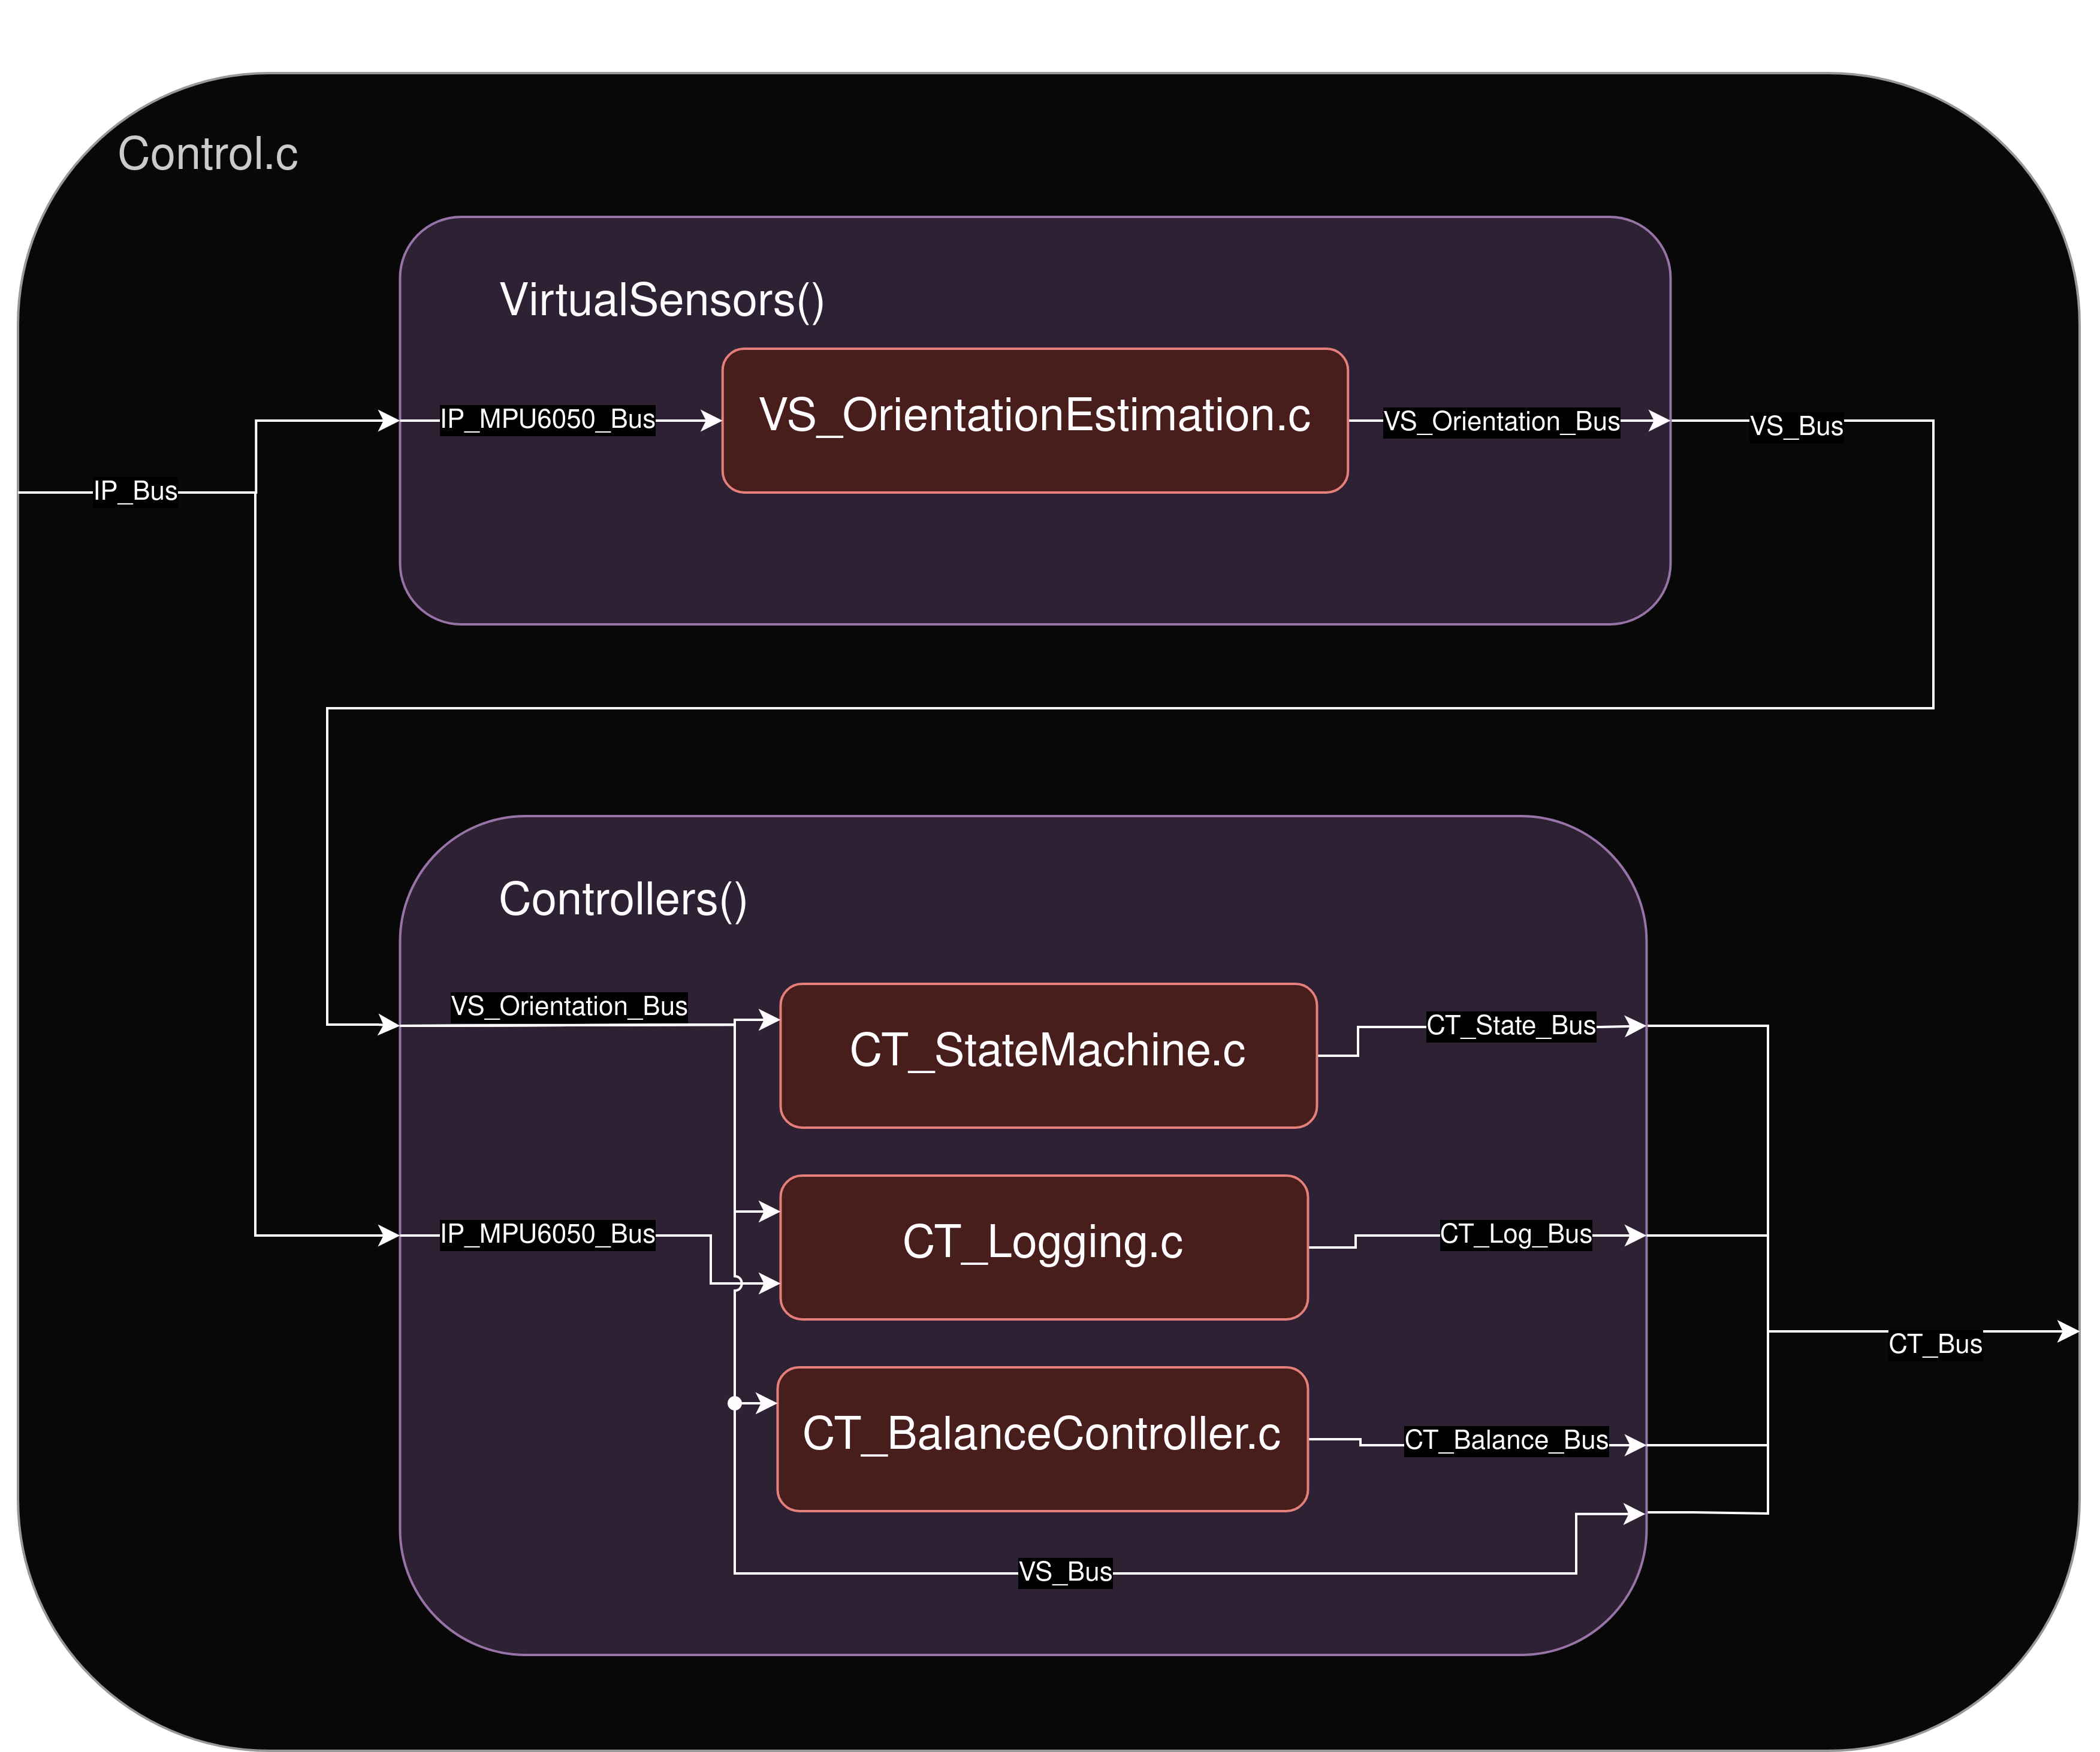 Control.c
VirtualSensors()
IP_MPU6050_Bus
VS_OrientationEstimation.c
VS_Orientation_Bus
VS_Bus
IP_Bus
Controllers()
VS_Orientation_Bus
CT_StateMachine.c
CT_State_Bus
IP_MPU6050_Bus
CT_Logging.c
CT_Log_Bus
CT_Bus
CT_BalanceController.c
CT_Balance_Bus
VS_Bus